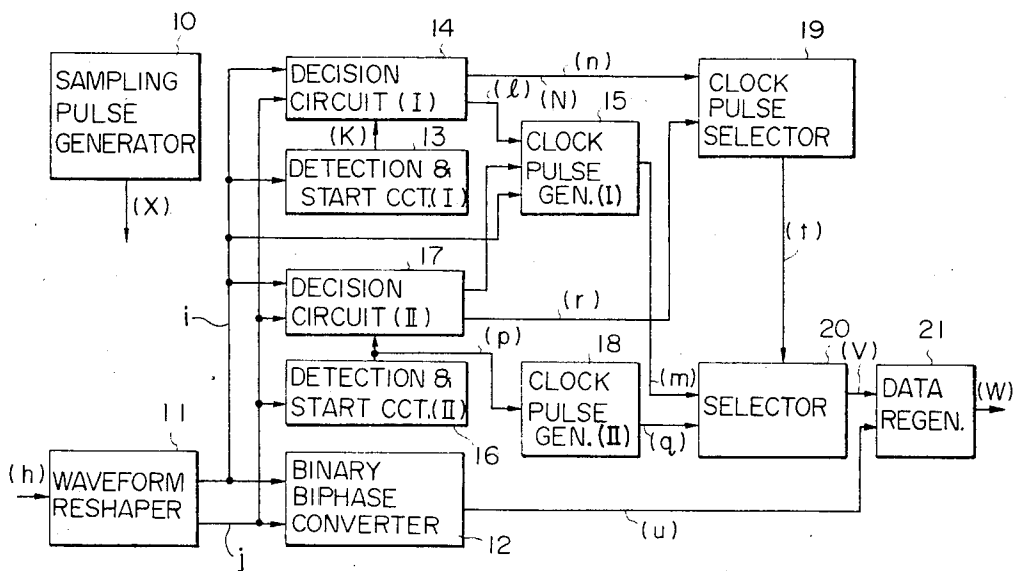 10
SAMPLING
PULSE
GENERATOR
(X)
14
DECISION
CIRCUIT (I)
(n)
(N)
(l)
(K)
13
DETECTION &
START CCT.(I)
15
CLOCK
PULSE
GEN.(I)
19
CLOCK
PULSE
SELECTOR
(t)
17
DECISION
CIRCUIT (II)
(r)
i
(p)
DETECTION &
START CCT.(II)
16
18
CLOCK
PULSE
GEN.(II)
(m)
(q)
20
SELECTOR
(V)
21
DATA
REGEN.
(W)
(h)
11
WAVEFORM
RESHAPER
j
BINARY
BIPHASE
CONVERTER
12
(u)